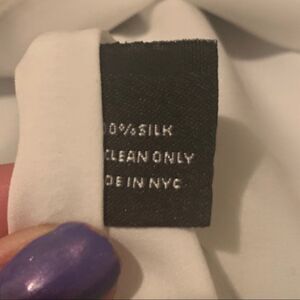 0% SILK
CLEAN ONLY
DE IN NYC